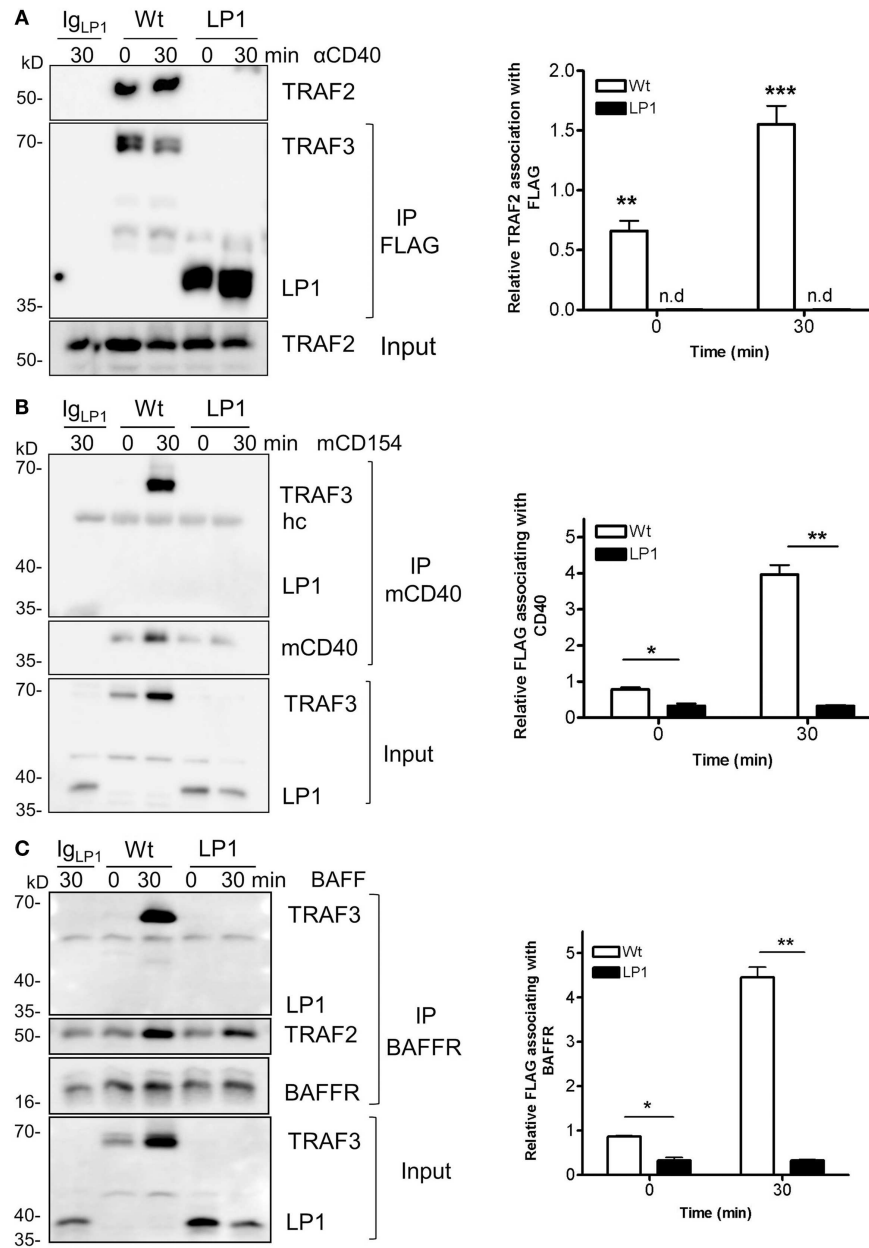 A
Ig LP1 Wt LP1
kD 30 0 30 0 30 min αCD40
50- TRAF2
70- TRAF3
IP
FLAG
LP1
35-
TRAF2 Input
50-
Relative TRAF2 association with
FLAG
2.0
1.5
1.0
0.5
0.0
Wt
LP1
** n.d *** n.d
0 30
Time (min)
B
Ig LP1 Wt LP1
kD 30 0 30 0 30 min mCD154
70-
TRAF3
hc
IP
mCD40
40-
LP1
35-
mCD40
35-
70- TRAF3
Input
40-
LP1
35-
Relative FLAG associating with
CD40
5
4
3
2
1
0
Wt
LP1
* **
0 30
Time (min)
C
Ig LP1 Wt LP1
kD 30 0 30 0 30 min BAFF
70-
TRAF3
40-
LP1
35-
IP
BAFFR
50- TRAF2
BAFFR
16-
70- TRAF3
Input
40-
LP1
35-
Relative FLAG associating with
BAFFR
5
4
3
2
1
0
Wt
LP1
* **
0 30
Time (min)